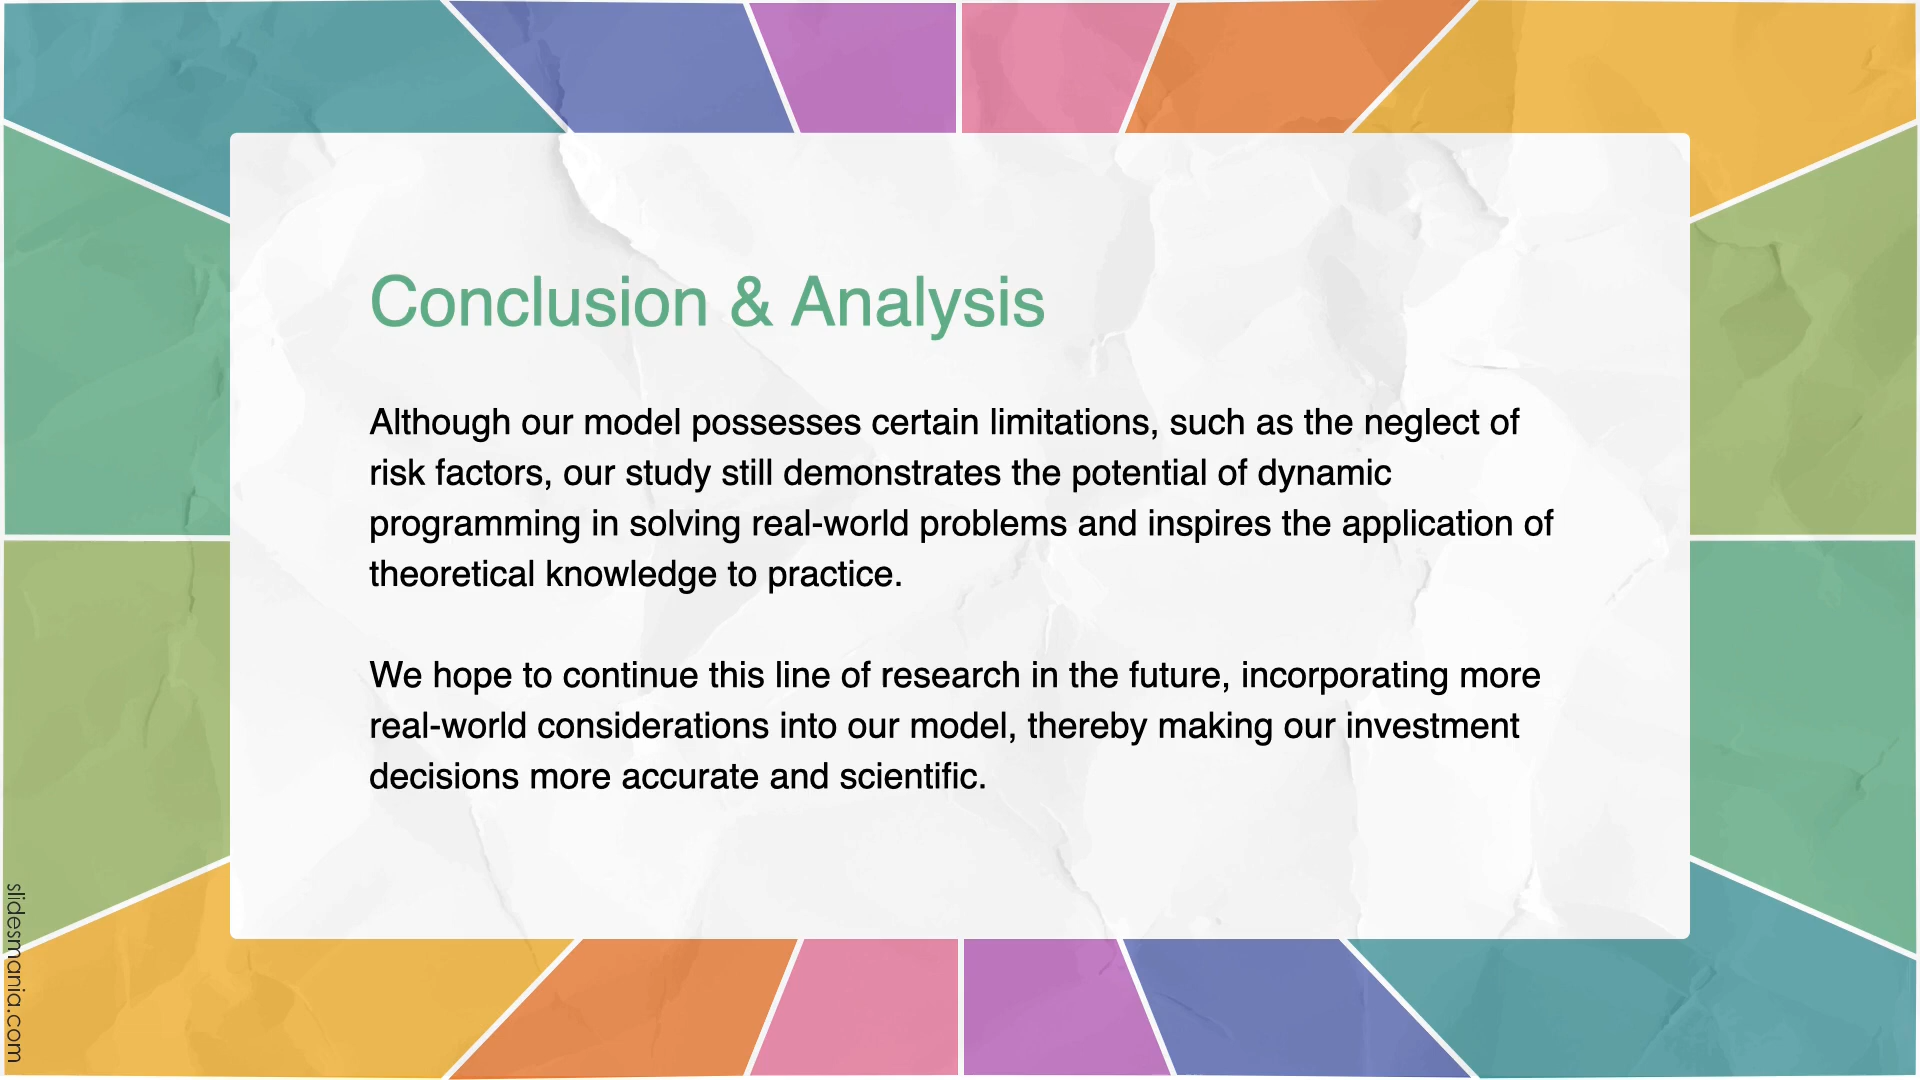 Conclusion & Analysis
Although our model possesses certain limitations, such as the neglect of
risk factors, our study still demonstrates the potential of dynamic
programming in solving real-world problems and inspires the application of
theoretical knowledge to practice.
We hope to continue this line of research in the future, incorporating more
real-world considerations into our model, thereby making our investment
decisions more accurate and scientific.
slidesmania.com